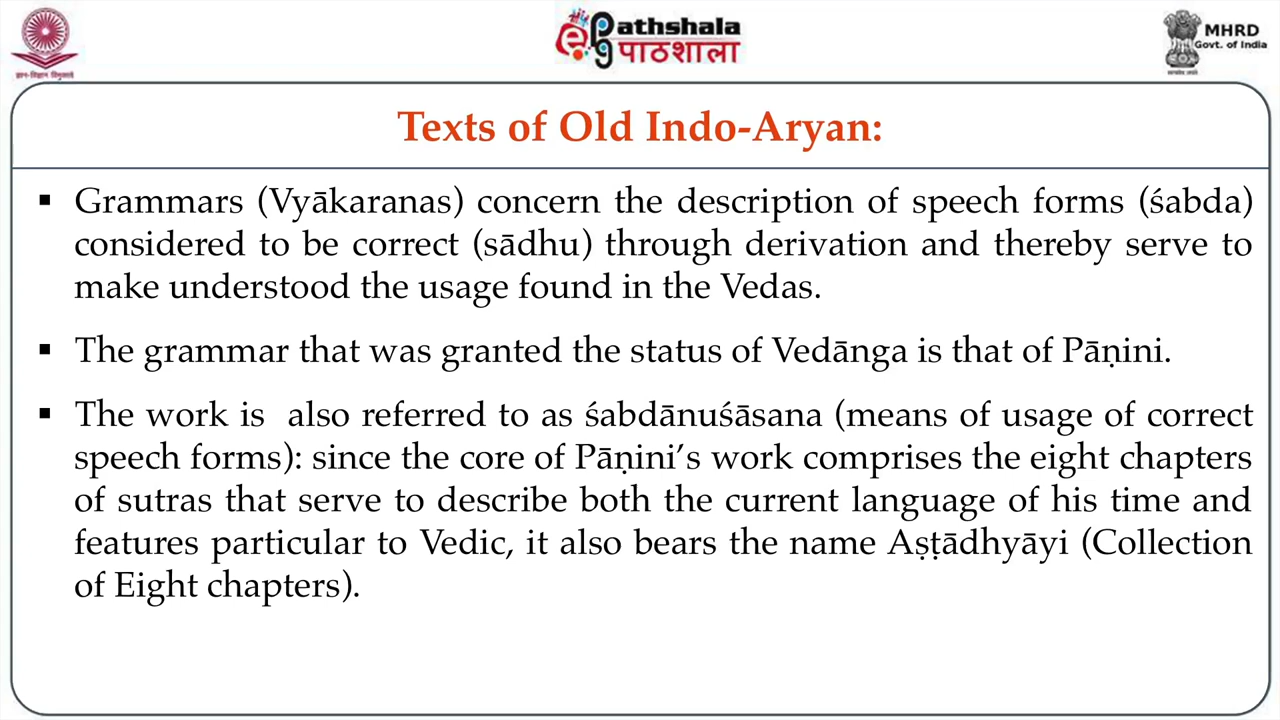 ज्ञान-विज्ञान विमुक्तये
ePG Pathshala
पाठशाला
MHRD
Govt. of India
Texts of Old Indo-Aryan:
▪ Grammars (Vyākaranas) concern the description of speech forms (śabda)
considered to be correct (sādhu) through derivation and thereby serve to
make understood the usage found in the Vedas.
▪ The grammar that was granted the status of Vedānga is that of Pāṇini.
▪ The work is also referred to as śabdānuśāsana (means of usage of correct
speech forms): since the core of Pāṇini’s work comprises the eight chapters
of sutras that serve to describe both the current language of his time and
features particular to Vedic, it also bears the name Aṣṭādhyāyi (Collection
of Eight chapters).